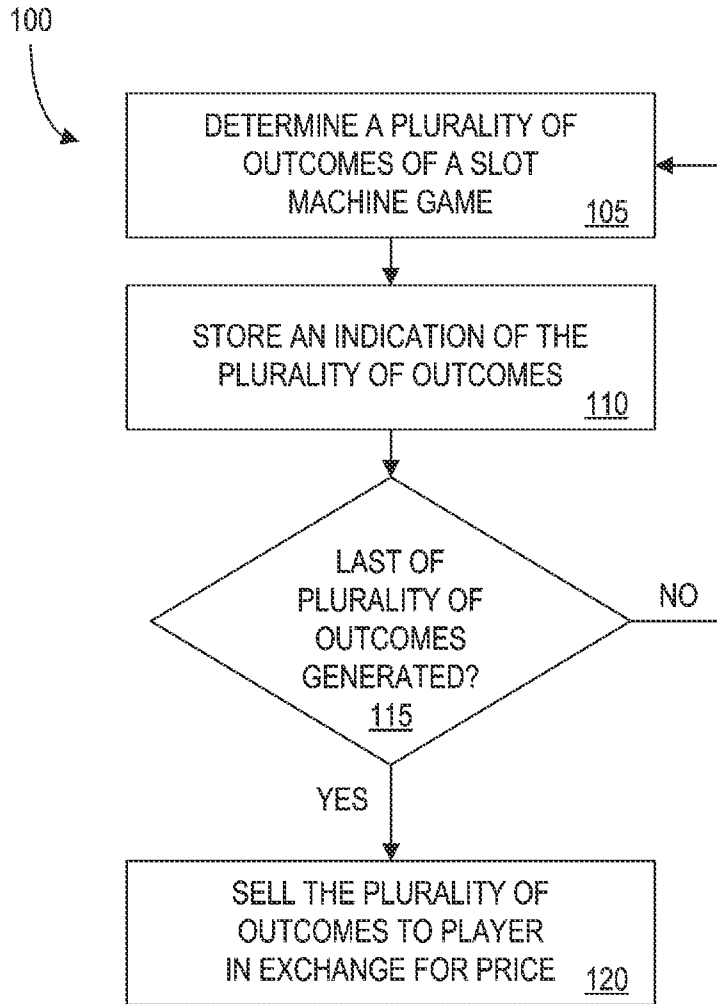 100
DETERMINE A PLURALITY OF
OUTCOMES OF A SLOT
MACHINE GAME
105
STORE AN INDICATION OF THE
PLURALITY OF OUTCOMES
110
LAST OF
PLURALITY OF
OUTCOMES
GENERATED?
115
NO
YES
SELL THE PLURALITY OF
OUTCOMES TO PLAYER
IN EXCHANGE FOR PRICE
120